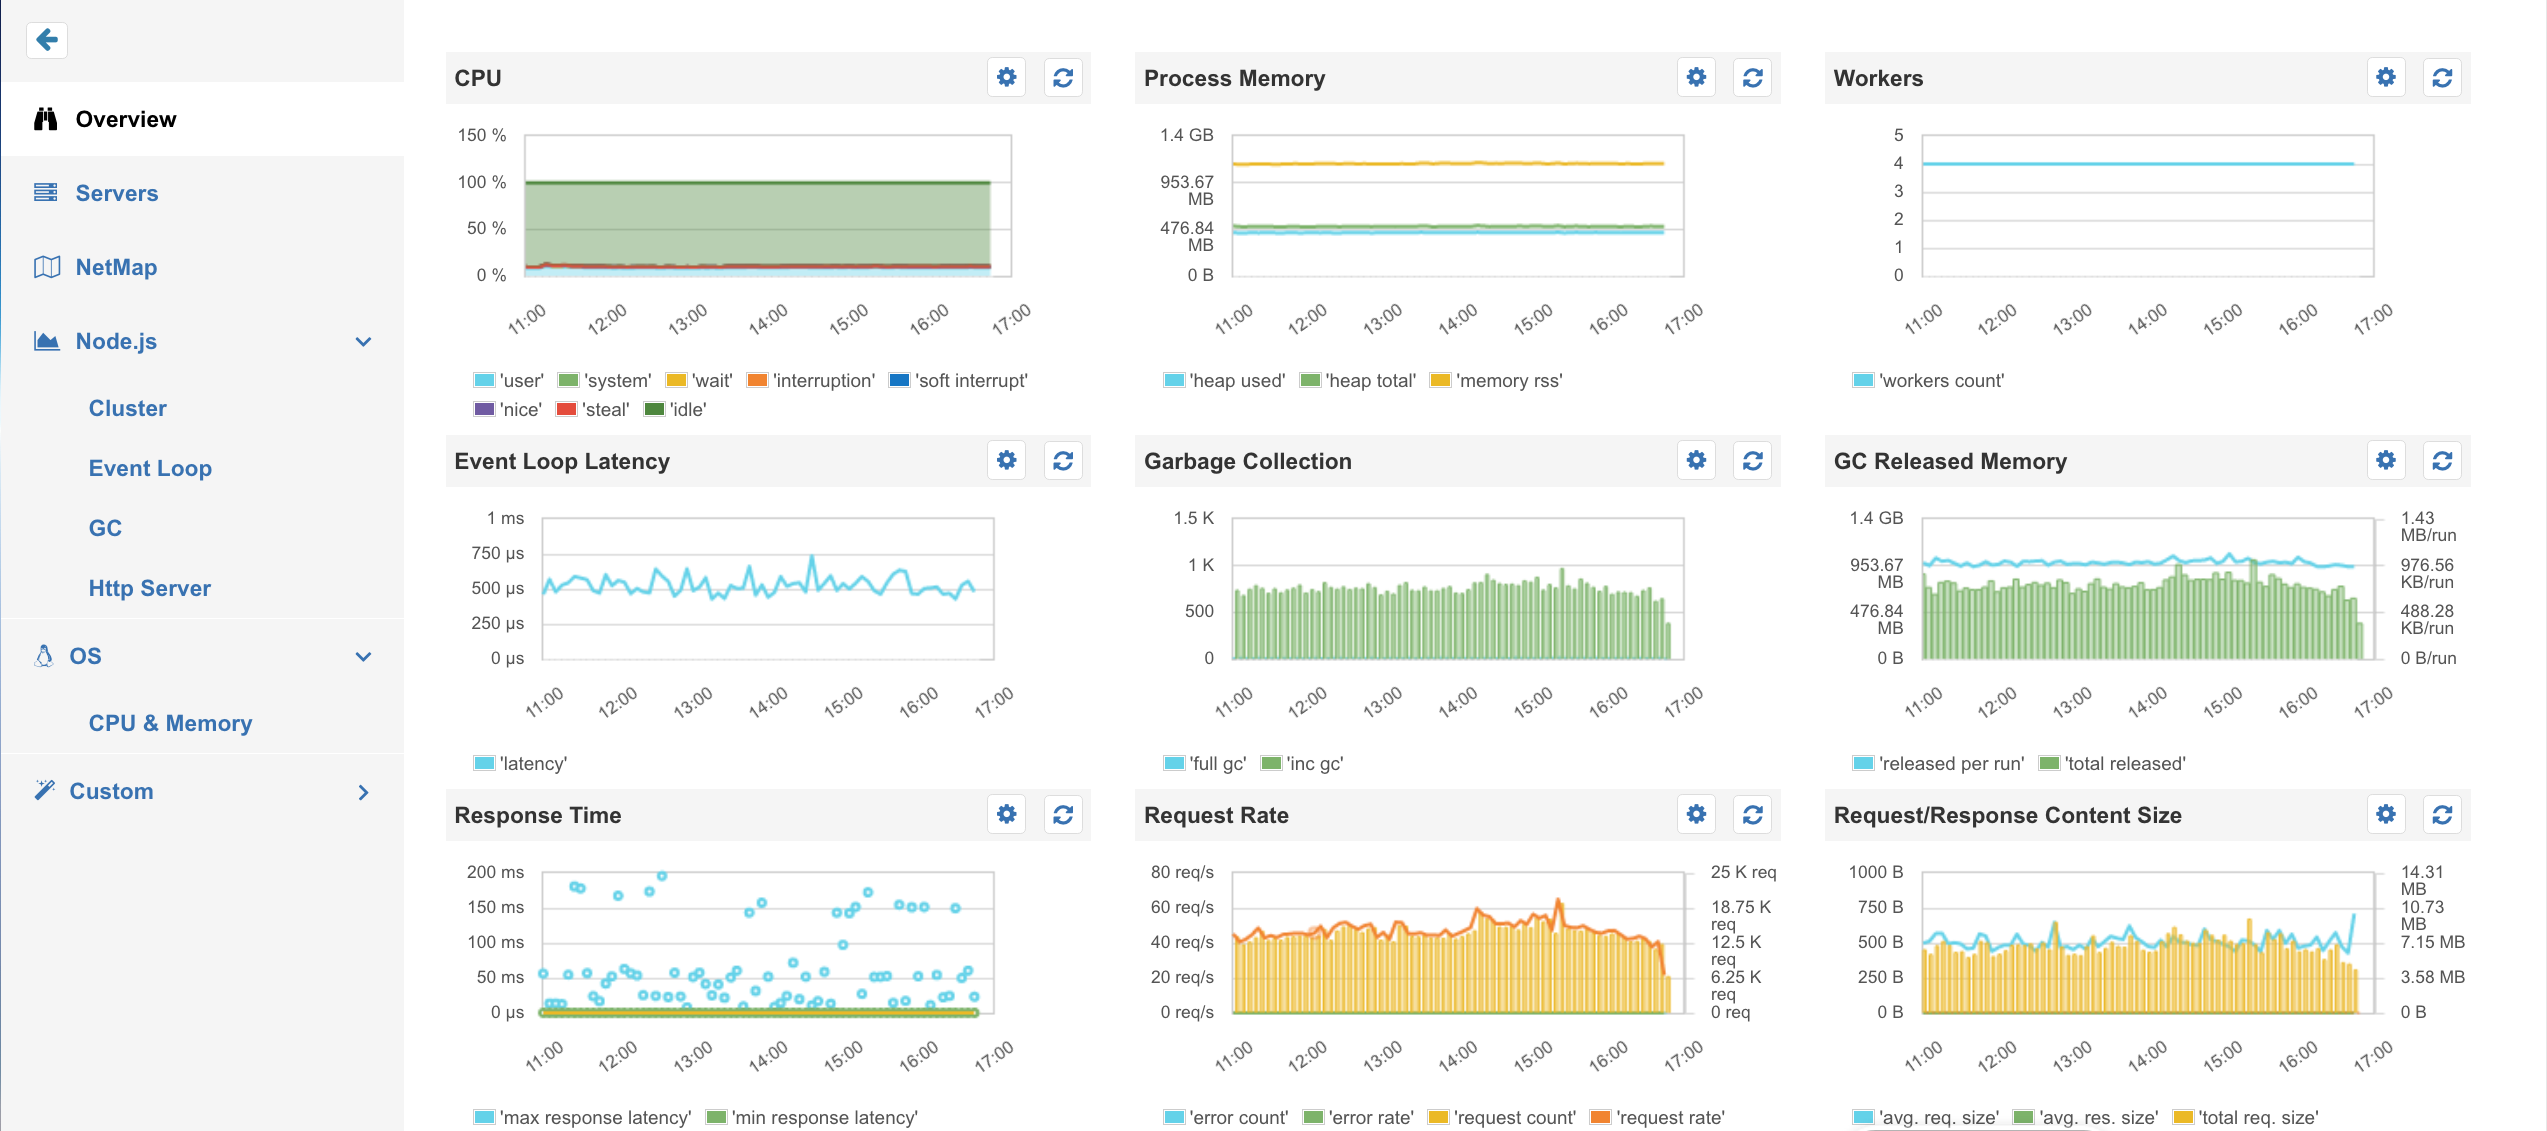 Overview
Servers
NetMap
Node.js
Cluster
Event Loop
GC
Http Server
OS
CPU & Memory
Custom
CPU
150 %
100 %
50 %
0 %
11:00 12:00 13:00 14:00 15:00 16:00 17:00
'user' 'system' 'wait' 'interruption' 'soft interrupt'
'nice' 'steal' 'idle'
Process Memory
1.4 GB
953.67
MB
476.84
MB
0 B
11:00 12:00 13:00 14:00 15:00 16:00 17:00
'heap used' 'heap total' 'memory rss'
Workers
5
4
3
2
1
0
11:00 12:00 13:00 14:00 15:00 16:00 17:00
'workers count'
Event Loop Latency
1 ms
750 µs
500 µs
250 µs
0 µs
11:00 12:00 13:00 14:00 15:00 16:00 17:00
'latency'
Garbage Collection
1.5 K
1 K
500
0
11:00 12:00 13:00 14:00 15:00 16:00 17:00
'full gc' 'inc gc'
GC Released Memory
1.4 GB
953.67
MB
476.84
MB
0 B
1.43
MB/run
976.56
KB/run
488.28
KB/run
0 B/run
11:00 12:00 13:00 14:00 15:00 16:00 17:00
'released per run' 'total released'
Response Time
200 ms
150 ms
100 ms
50 ms
0 µs
11:00 12:00 13:00 14:00 15:00 16:00 17:00
'max response latency' 'min response latency'
Request Rate
80 req/s
60 req/s
40 req/s
20 req/s
0 req/s
25 K req
18.75 K
req
12.5 K
req
6.25 K
req
0 req
11:00 12:00 13:00 14:00 15:00 16:00 17:00
'error count' 'error rate' 'request count' 'request rate'
Request/Response Content Size
1000 B
750 B
500 B
250 B
0 B
14.31
MB
10.73
MB
7.15 MB
3.58 MB
0 B
11:00 12:00 13:00 14:00 15:00 16:00 17:00
'avg. req. size' 'avg. res. size' 'total req. size'